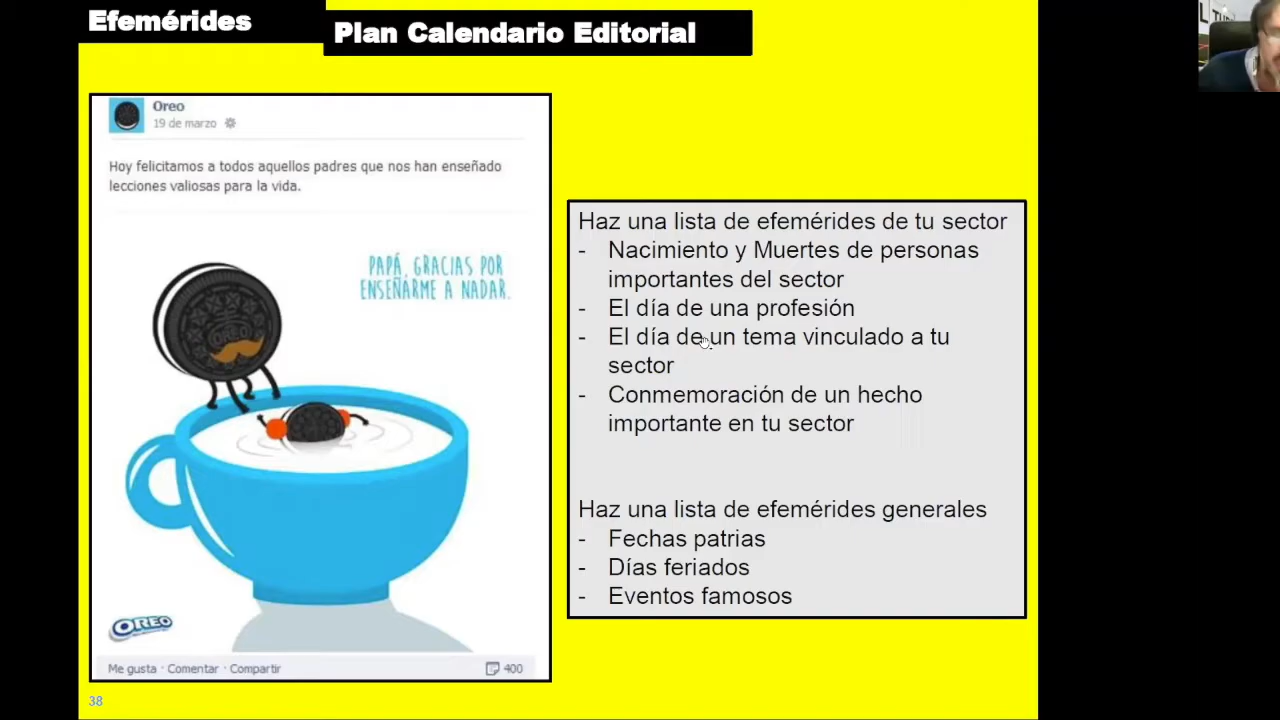 Efemérides
Plan Calendario Editorial
Oreo
19 de marzo
Hoy felicitamos a todos aquellos padres que nos han enseñado
lecciones valiosas para la vida.
PAPÁ, GRACIAS POR
ENSEÑARME A NADAR.
OREO
OREO
Me gusta · Comentar · Compartir
400
Haz una lista de efemérides de tu sector
- Nacimiento y Muertes de personas
importantes del sector
- El día de una profesión
- El día de un tema vinculado a tu
sector
- Conmemoración de un hecho
importante en tu sector
Haz una lista de efemérides generales
- Fechas patrias
- Días feriados
- Eventos famosos
38